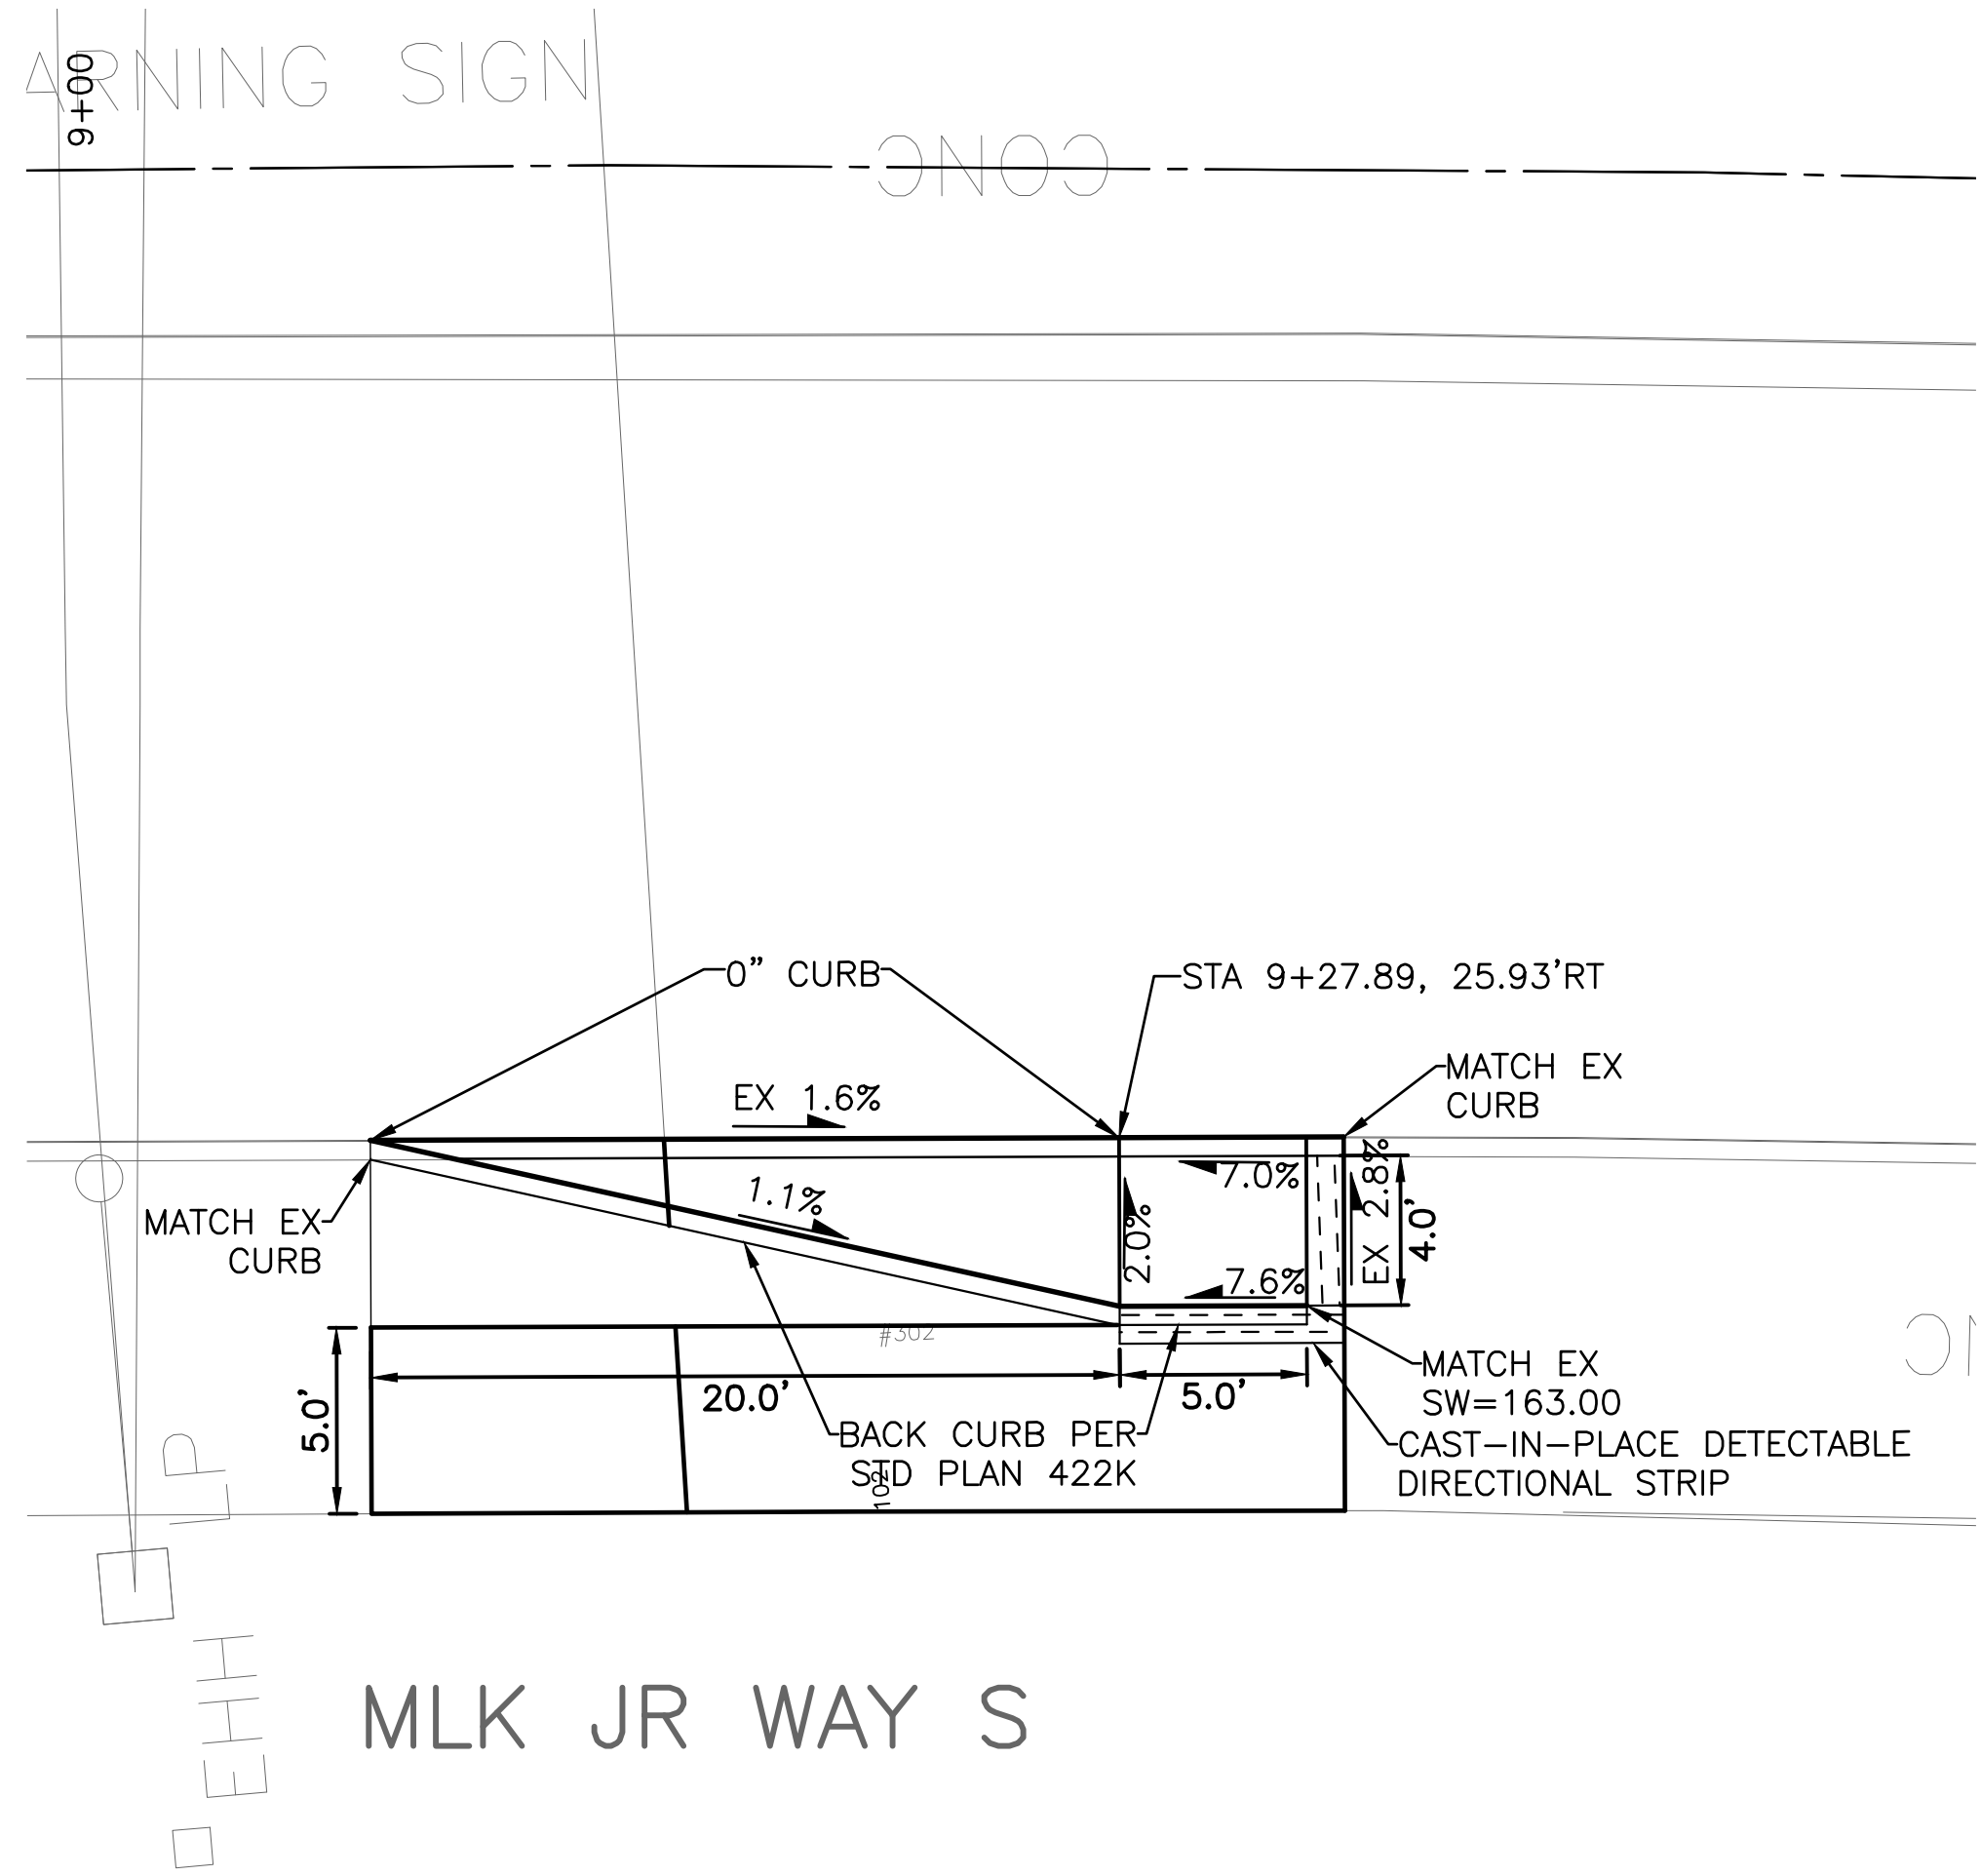 ARNING SIGN
9+00
CONC
0" CURB
STA 9+27.89, 25.93'RT
MATCH EX
CURB
EX 1.6%
7.0%
EX 2.8%
4.0'
1.1%
2.0%
MATCH EX
CURB
7.6%
#302
MATCH EX
SW=163.00
20.0'
5.0'
5.0'
BACK CURB PER
STD PLAN 422K
102
CAST-IN-PLACE DETECTABLE
DIRECTIONAL STRIP
MLK JR WAY S